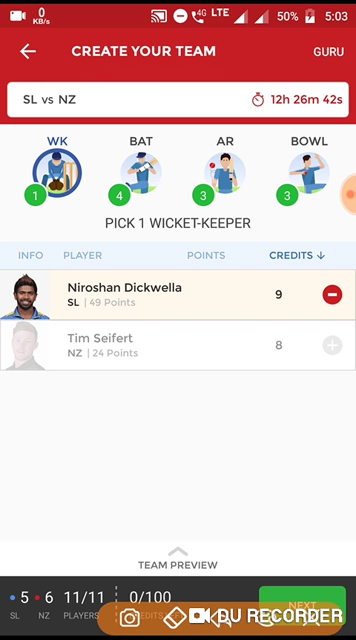 0
KB/s
4G LTE 50% 5:03
CREATE YOUR TEAM GURU
SL vs NZ 12h 26m 42s
WK BAT AR BOWL
1 4 3 3
PICK 1 WICKET-KEEPER
INFO PLAYER POINTS CREDITS ↓
Niroshan Dickwella
SL | 49 Points
9
Tim Seifert
NZ | 24 Points
8
TEAM PREVIEW
5 6 11/11 0/100 NEXT
SL NZ PLAYERS CREDITS
DU RECORDER